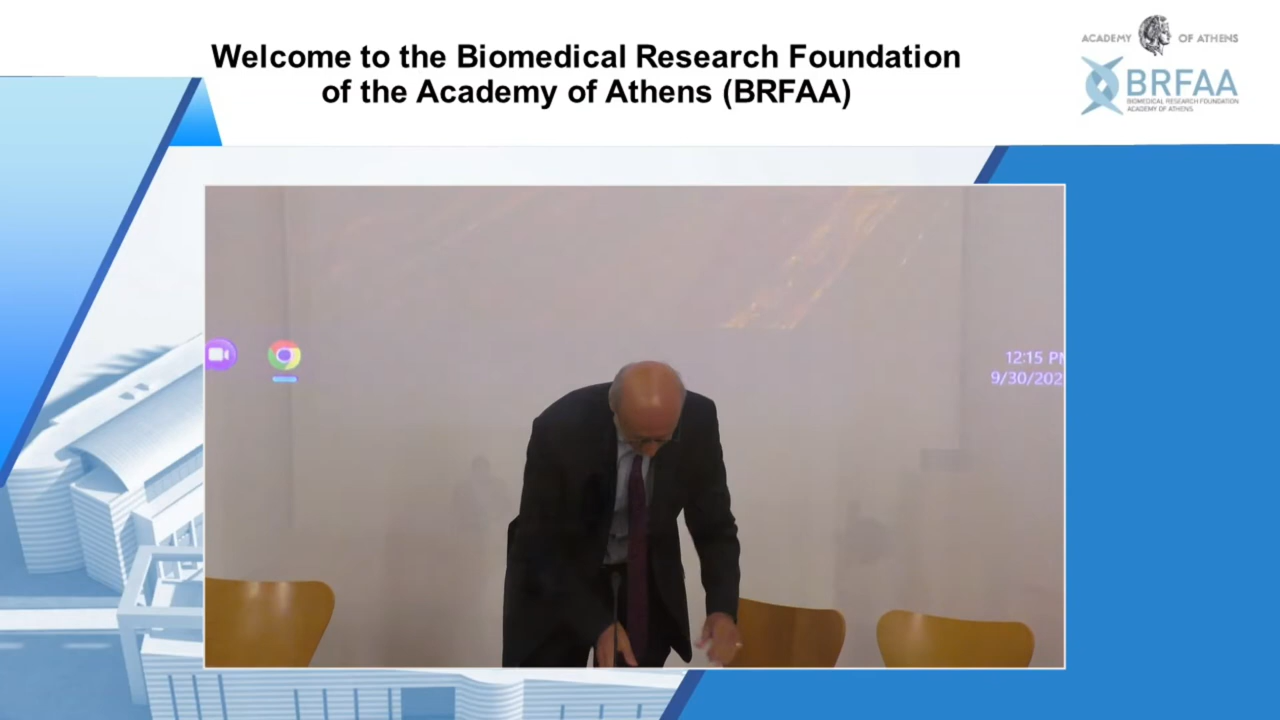 Welcome to the Biomedical Research Foundation
of the Academy of Athens (BRFAA)
ACADEMY OF ATHENS
BRFAA
BIOMEDICAL RESEARCH FOUNDATION
ACADEMY OF ATHENS
12:15 P
9/30/202